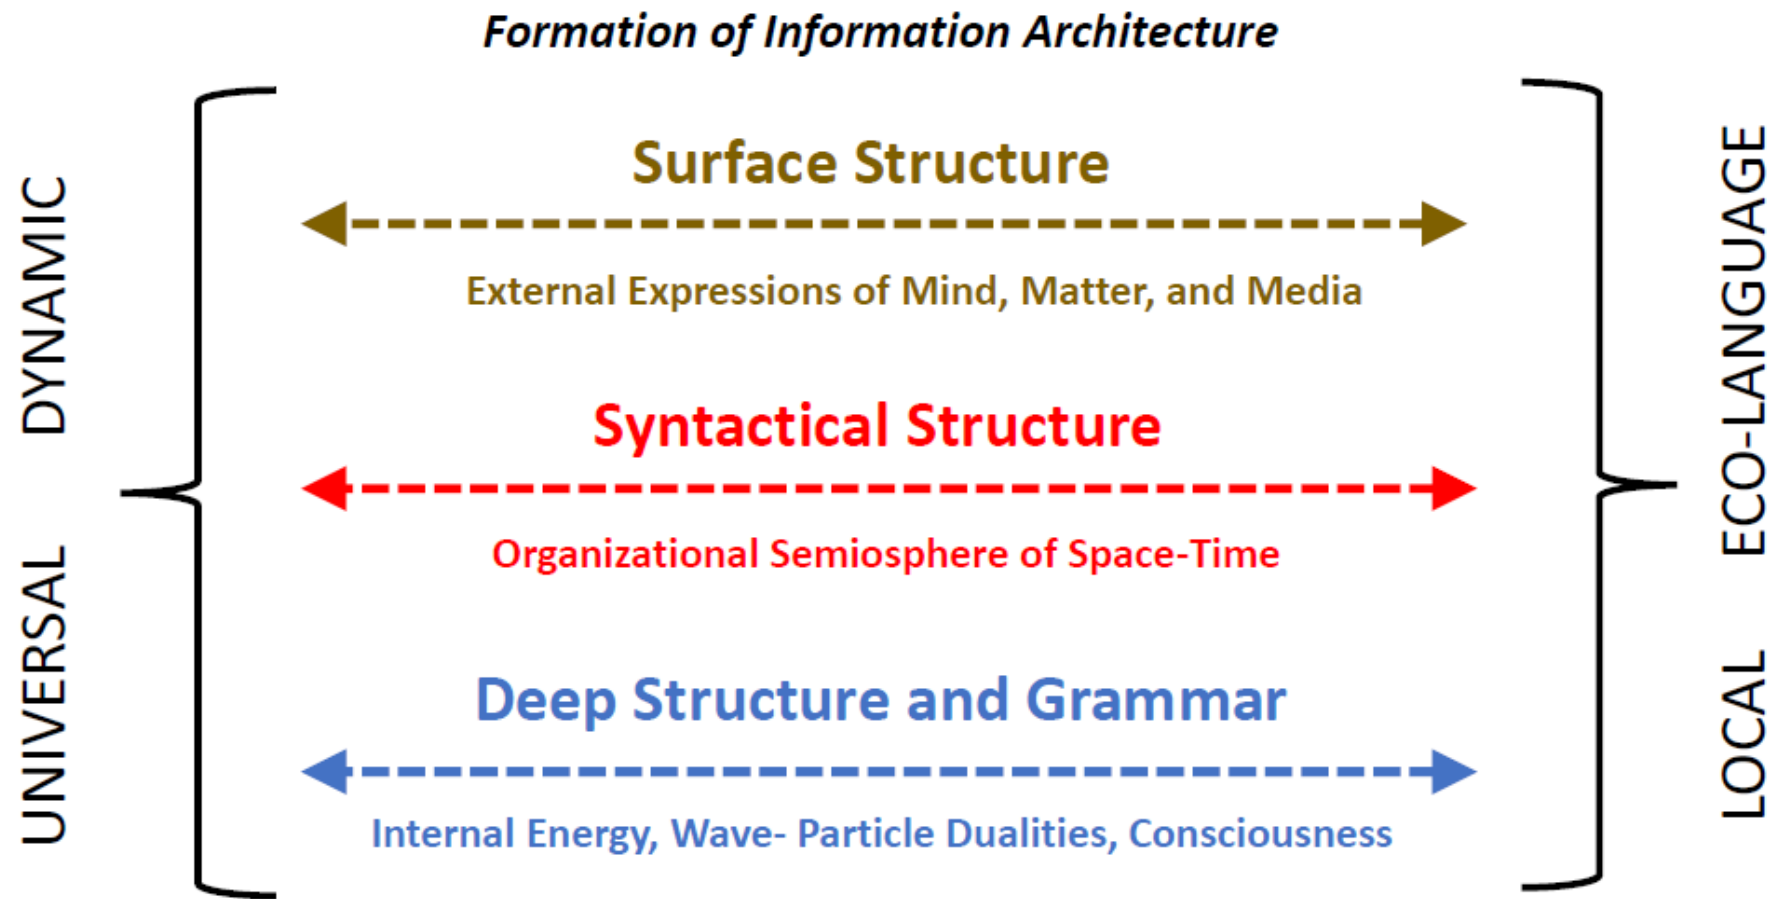 Formation of Information Architecture
UNIVERSAL DYNAMIC
Surface Structure
External Expressions of Mind, Matter, and Media
Syntactical Structure
Organizational Semiosphere of Space-Time
Deep Structure and Grammar
Internal Energy, Wave- Particle Dualities, Consciousness
LOCAL ECO-LANGUAGE